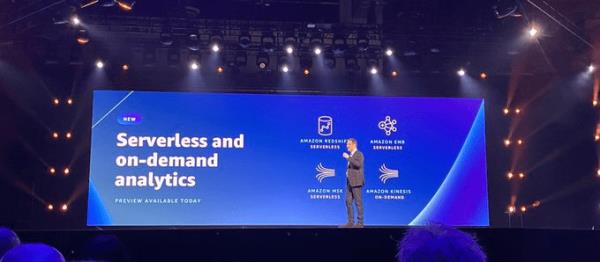 NEW
Serverless and
on-demand
analytics
PREVIEW AVAILABLE TODAY
AMAZON REDSHIFT
SERVERLESS
AMAZON EMR
SERVERLESS
AMAZON MSK
SERVERLESS
AMAZON KINESIS
ON-DEMAND